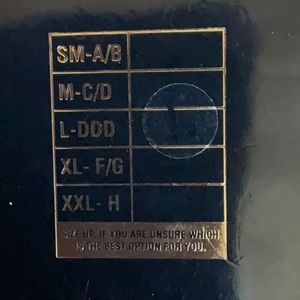 SM-A/B
M-C/D
L-DDD
XL- F/G
XXL- H
SIZE UP, IF YOU ARE UNSURE WHICH
IS THE BEST OPTION FOR YOU.